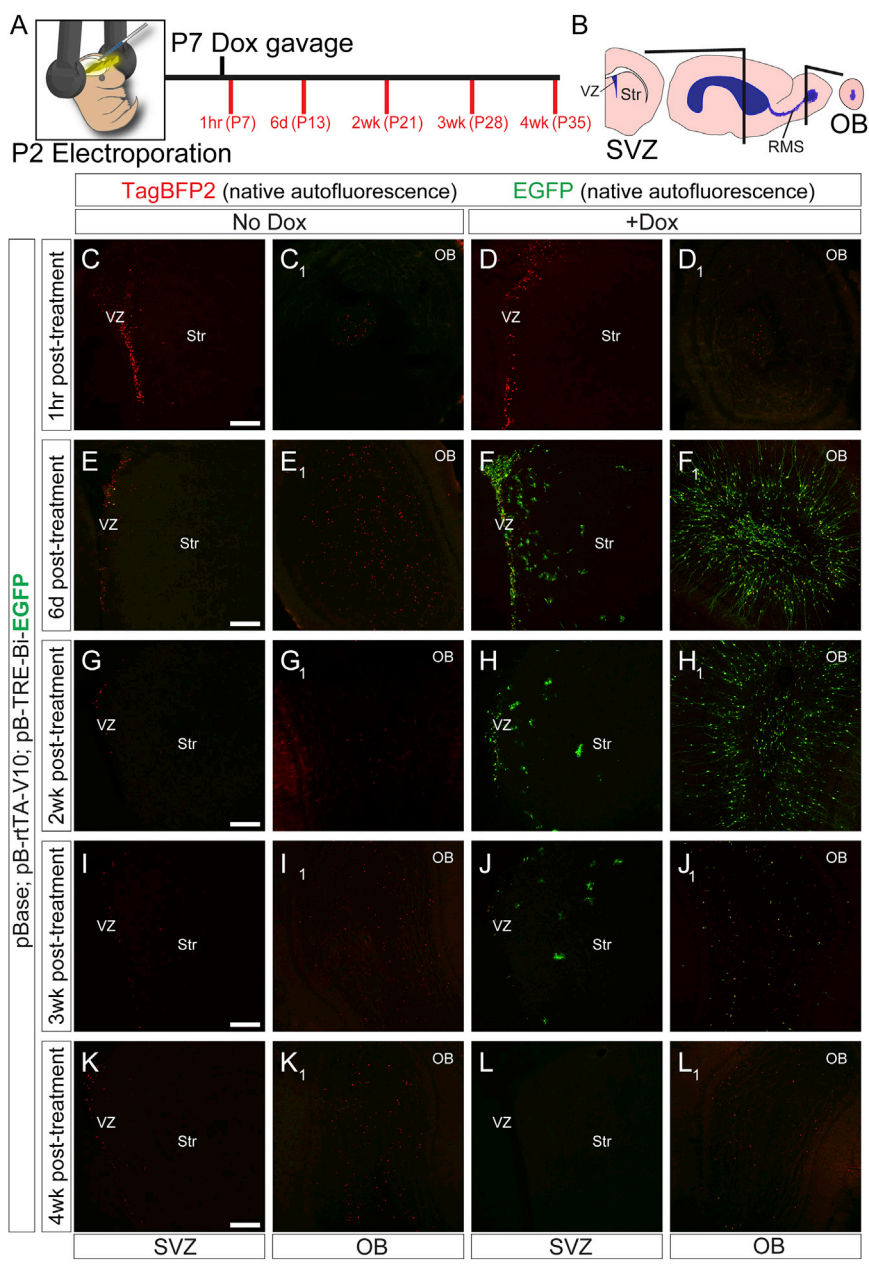 A
P7 Dox gavage
1hr (P7)
6d (P13)
2wk (P21)
3wk (P28)
4wk (P35)
P2 Electroporation
B
VZ
Str
SVZ
RMS
OB
TagBFP2 (native autofluorescence)
EGFP (native autofluorescence)
No Dox
+Dox
pBase; pB-rtTA-V10; pB-TRE-Bi-EGFP
1hr post-treatment
C
VZ
Str
C1
OB
D
VZ
Str
D1
OB
6d post-treatment
E
VZ
Str
E1
OB
F
VZ
Str
F1
OB
2wk post-treatment
G
VZ
Str
G1
OB
H
VZ
Str
H1
OB
3wk post-treatment
I
VZ
Str
I1
OB
J
VZ
Str
J1
OB
4wk post-treatment
K
VZ
Str
K1
OB
L
VZ
Str
L1
OB
SVZ
OB
SVZ
OB